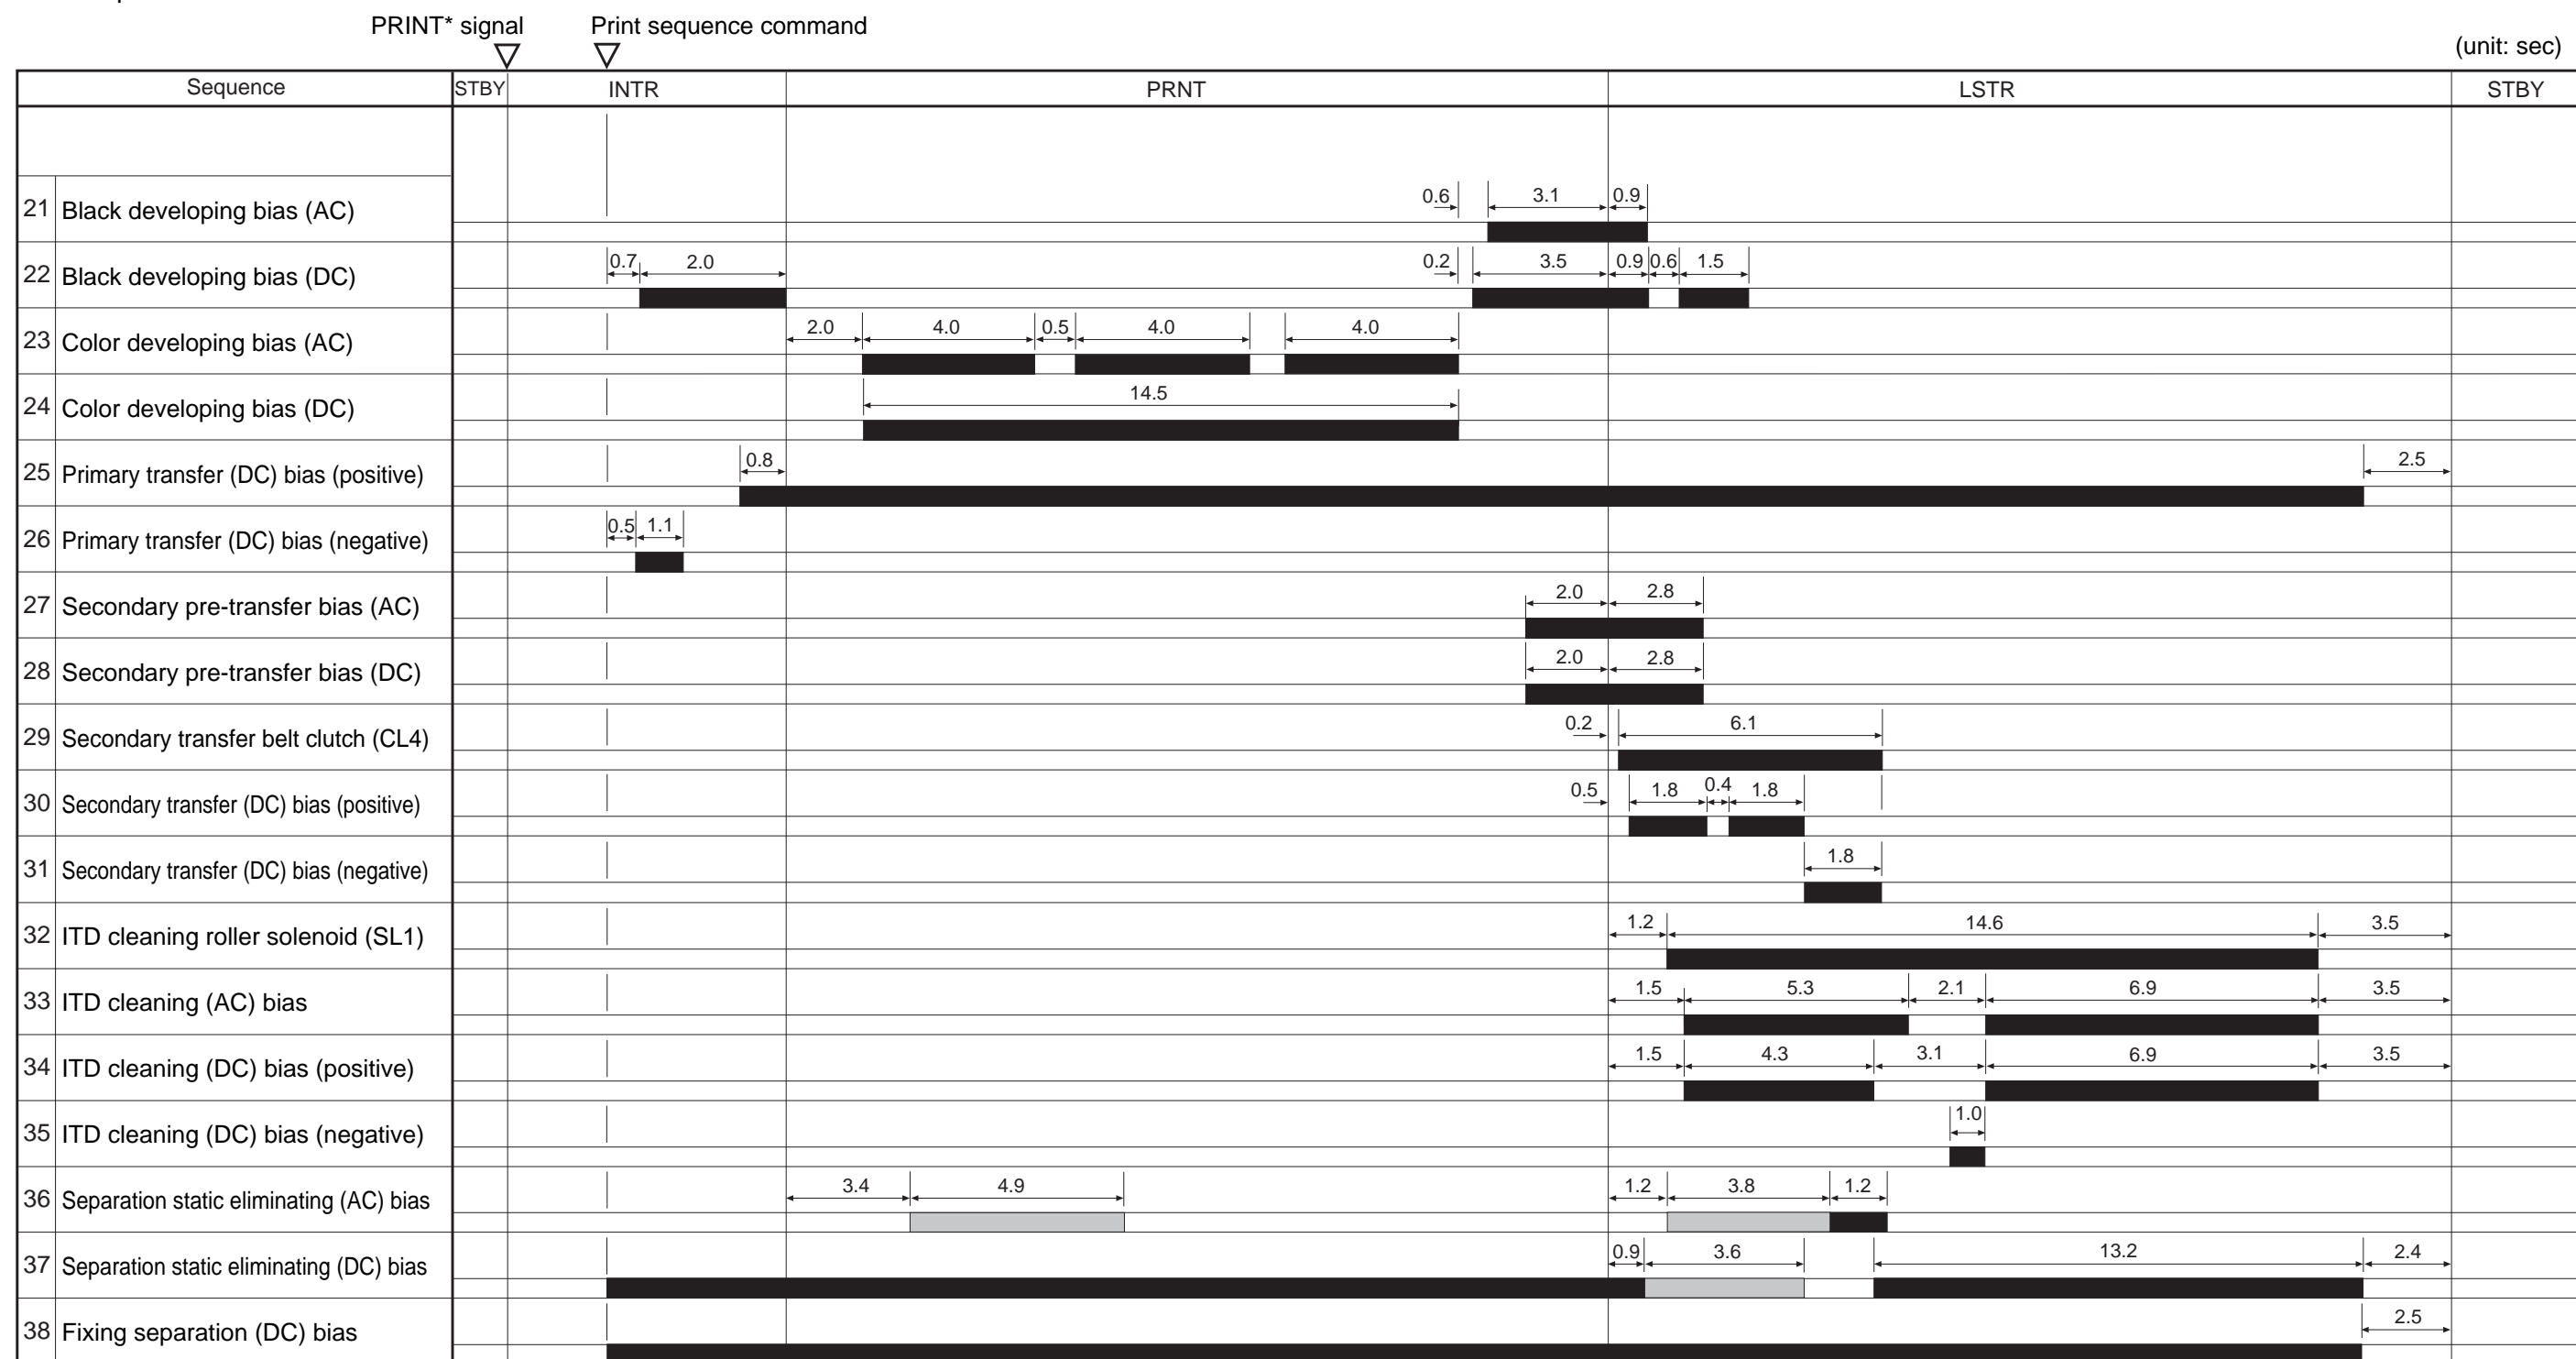 PRINT* signal Print sequence command
(unit: sec)
Sequence STBY INTR PRNT LSTR STBY
21 Black developing bias (AC) 0.6 3.1 0.9
22 Black developing bias (DC) 0.7 2.0 0.2 3.5 0.9 0.6 1.5
23 Color developing bias (AC) 2.0 4.0 0.5 4.0 4.0
24 Color developing bias (DC) 14.5
25 Primary transfer (DC) bias (positive) 0.8 2.5
26 Primary transfer (DC) bias (negative) 0.5 1.1
27 Secondary pre-transfer bias (AC) 2.0 2.8
28 Secondary pre-transfer bias (DC) 2.0 2.8
29 Secondary transfer belt clutch (CL4) 0.2 6.1
30 Secondary transfer (DC) bias (positive) 0.5 1.8 0.4 1.8
31 Secondary transfer (DC) bias (negative) 1.8
32 ITD cleaning roller solenoid (SL1) 1.2 14.6 3.5
33 ITD cleaning (AC) bias 1.5 5.3 2.1 6.9 3.5
34 ITD cleaning (DC) bias (positive) 1.5 4.3 3.1 6.9 3.5
35 ITD cleaning (DC) bias (negative) 1.0
36 Separation static eliminating (AC) bias 3.4 4.9 1.2 3.8 1.2
37 Separation static eliminating (DC) bias 0.9 3.6 13.2 2.4
38 Fixing separation (DC) bias 2.5